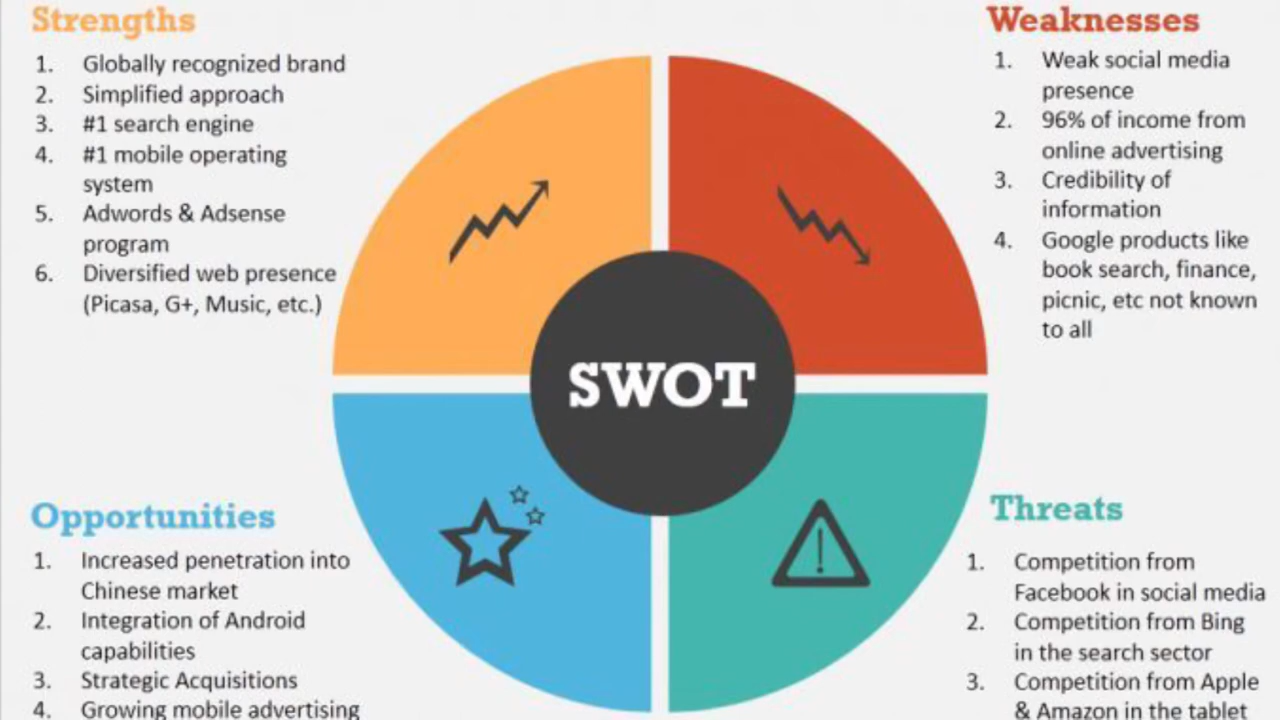 Strengths
1. Globally recognized brand
2. Simplified approach
3. #1 search engine
4. #1 mobile operating
system
5. Adwords & Adsense
program
6. Diversified web presence
(Picasa, G+, Music, etc.)
Weaknesses
1. Weak social media
presence
2. 96% of income from
online advertising
3. Credibility of
information
4. Google products like
book search, finance,
picnic, etc not known
to all
SWOT
Opportunities
1. Increased penetration into
Chinese market
2. Integration of Android
capabilities
3. Strategic Acquisitions
4. Growing mobile advertising
Threats
1. Competition from
Facebook in social media
2. Competition from Bing
in the search sector
3. Competition from Apple
& Amazon in the tablet